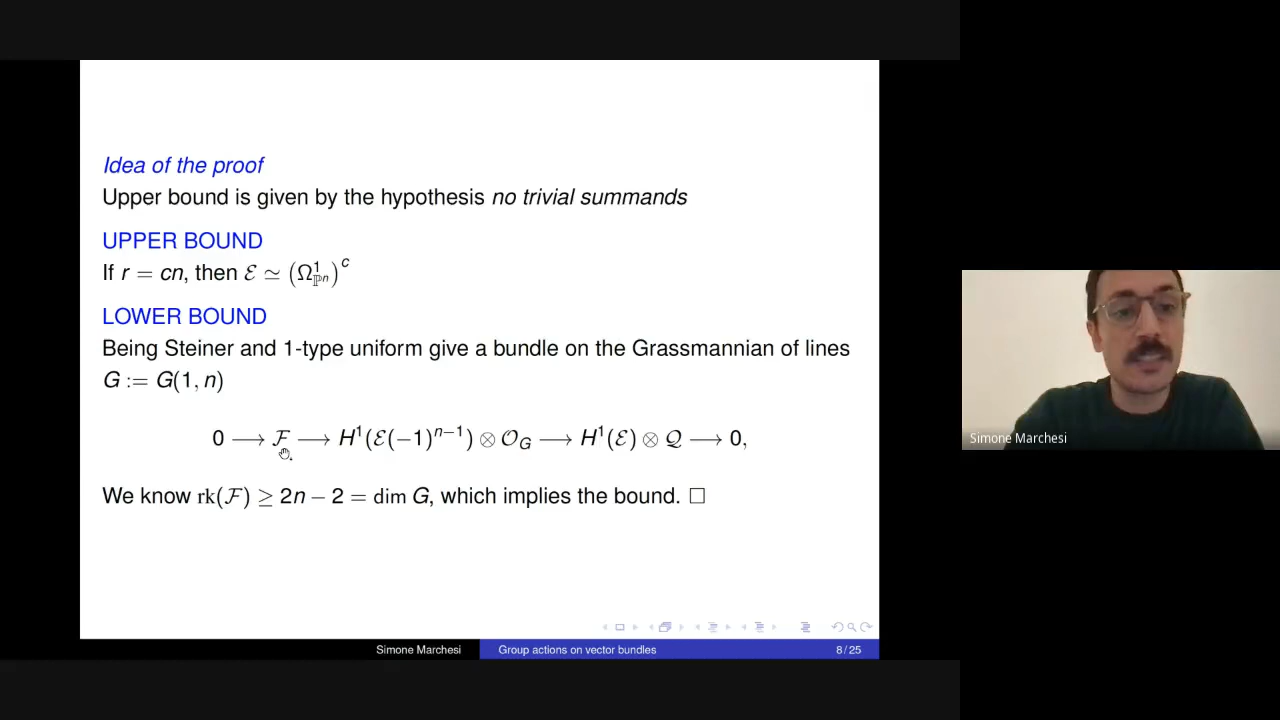 Idea of the proof
Upper bound is given by the hypothesis no trivial summands
UPPER BOUND
If r = cn, then ℰ ≃ (Ω¹_{ℙⁿ})^c
LOWER BOUND
Being Steiner and 1-type uniform give a bundle on the Grassmannian of lines
G := G(1, n)
0 ⟶ ℱ ⟶ H¹(ℰ(−1)^{n−1}) ⊗ 𝒪_G ⟶ H¹(ℰ) ⊗ 𝒬 ⟶ 0,
We know rk(ℱ) ≥ 2n − 2 = dim G, which implies the bound. □
Simone Marchesi
Group actions on vector bundles
8 / 25
Simone Marchesi